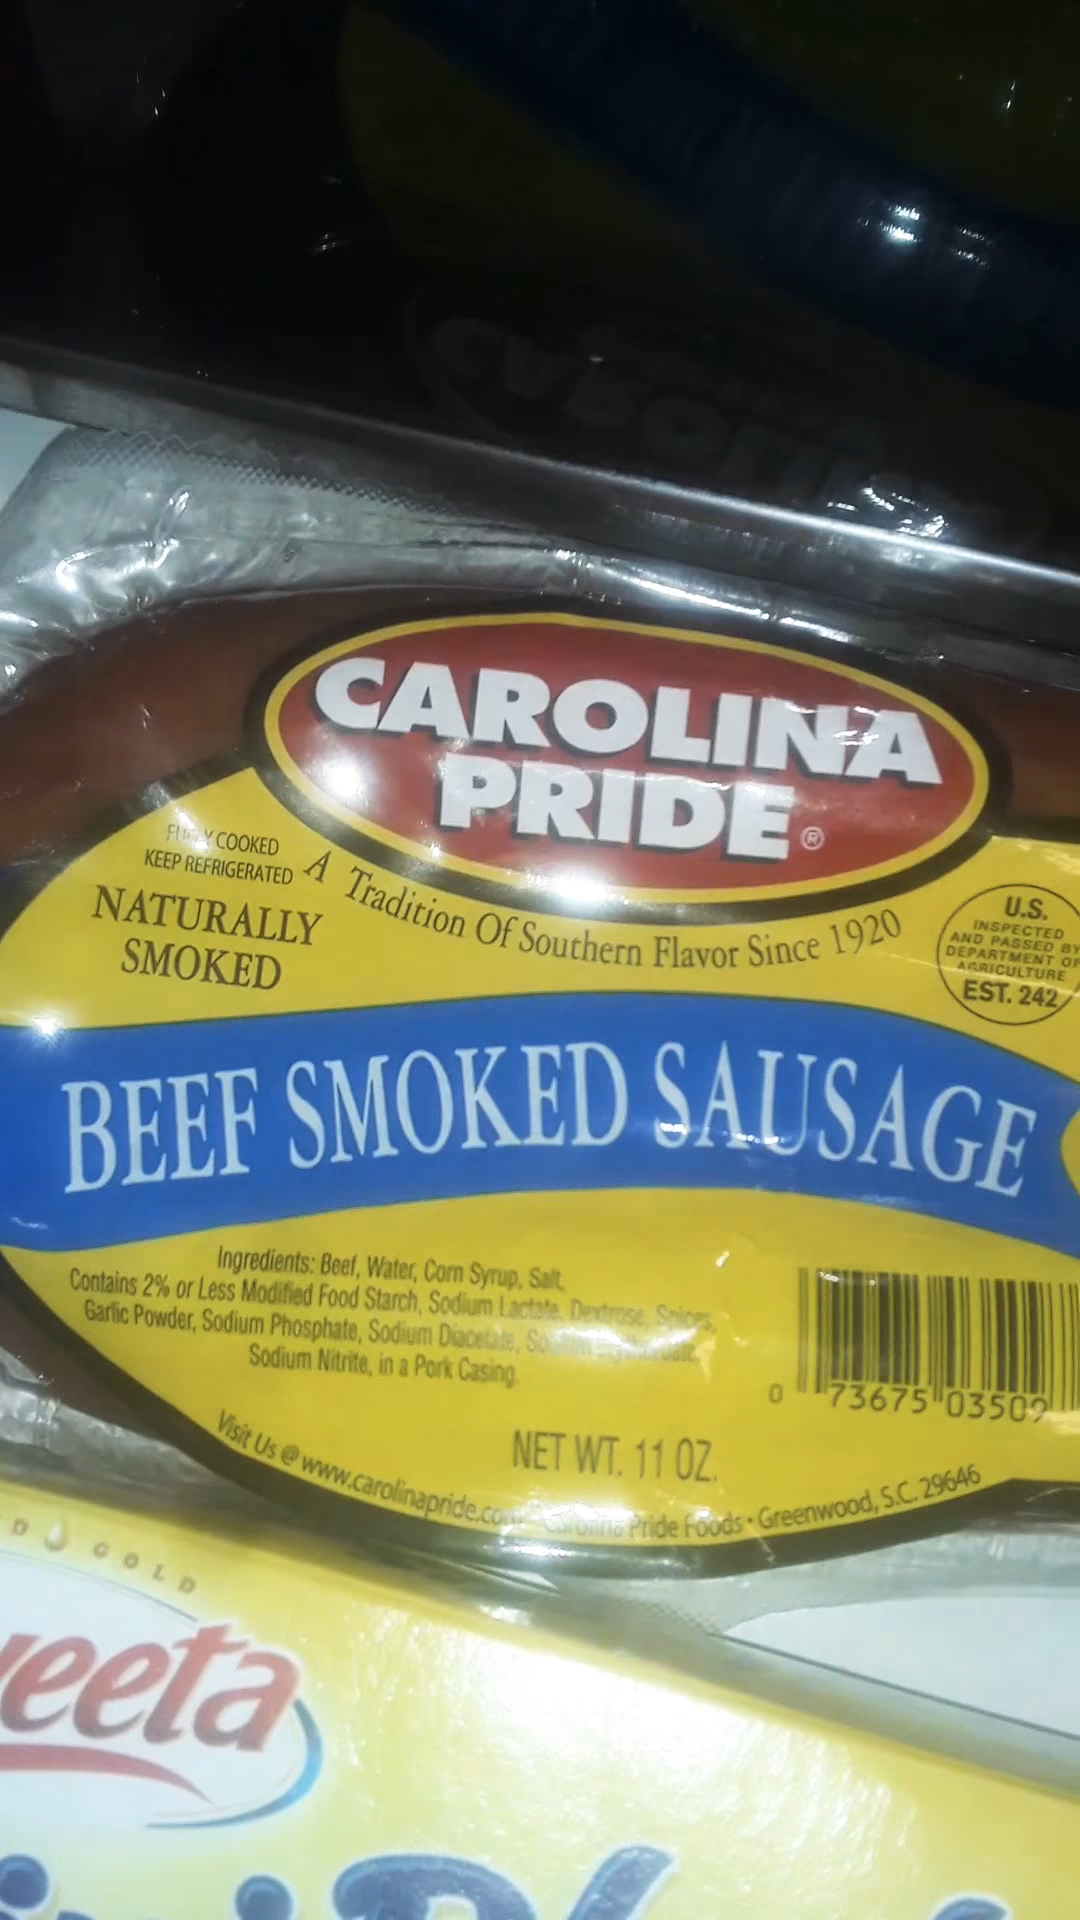 CAROLINA
PRIDE®
COOKED
KEEP REFRIGERATED
A Tradition Of Southern Flavor Since 1920
NATURALLY
SMOKED
U.S.
INSPECTED
AND PASSED BY
DEPARTMENT OF
AGRICULTURE
EST. 242
BEEF SMOKED SAUSAGE
Ingredients: Beef, Water, Corn Syrup, Salt,
Contains 2% or Less Modified Food Starch, Sodium Lactate, Dextrose, Spices,
Garlic Powder, Sodium Phosphate, Sodium Diacetate,
Sodium Nitrite, in a Pork Casing.
0 73675 03509
NET WT. 11 OZ.
Visit Us @ www.carolinapride.co Carolina Pride Foods • Greenwood, S.C. 29646
D GOLD
veeta